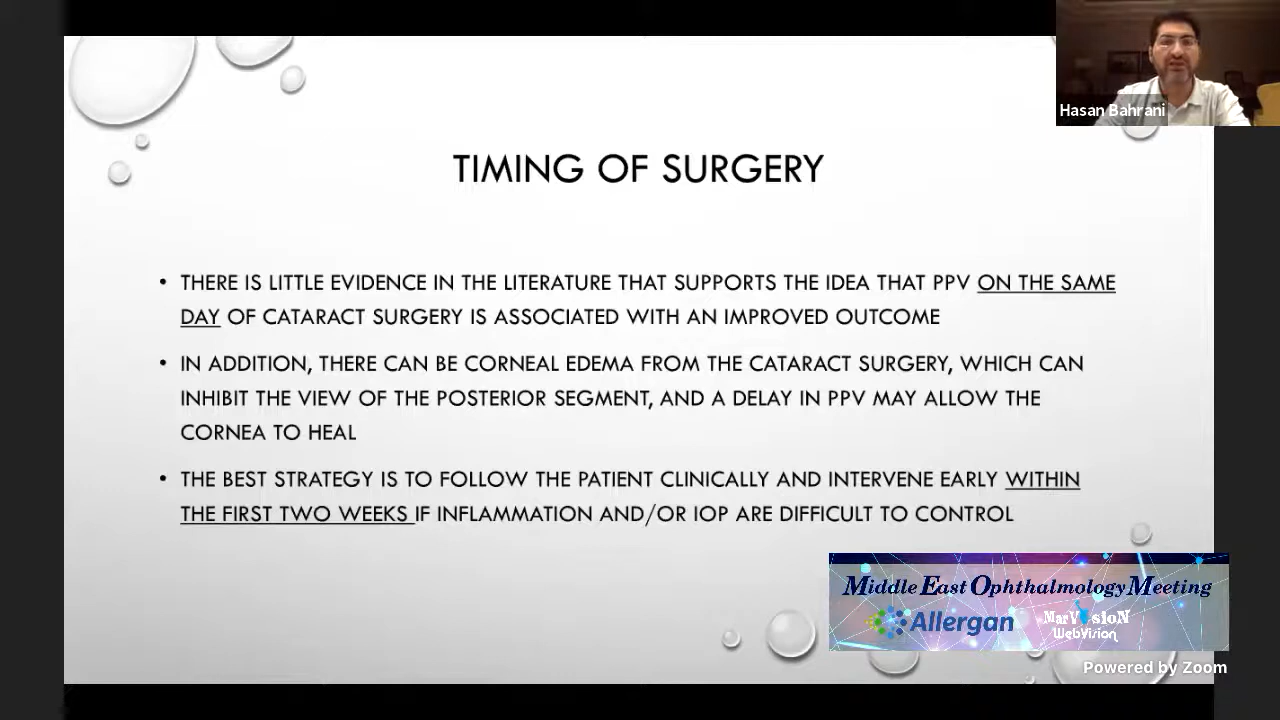 Hasan Bahrani
TIMING OF SURGERY
• THERE IS LITTLE EVIDENCE IN THE LITERATURE THAT SUPPORTS THE IDEA THAT PPV ON THE SAME
DAY OF CATARACT SURGERY IS ASSOCIATED WITH AN IMPROVED OUTCOME
• IN ADDITION, THERE CAN BE CORNEAL EDEMA FROM THE CATARACT SURGERY, WHICH CAN
INHIBIT THE VIEW OF THE POSTERIOR SEGMENT, AND A DELAY IN PPV MAY ALLOW THE
CORNEA TO HEAL
• THE BEST STRATEGY IS TO FOLLOW THE PATIENT CLINICALLY AND INTERVENE EARLY WITHIN
THE FIRST TWO WEEKS IF INFLAMMATION AND/OR IOP ARE DIFFICULT TO CONTROL
Middle East Ophthalmology Meeting
Allergan
MarVision
WebVision
Powered by Zoom